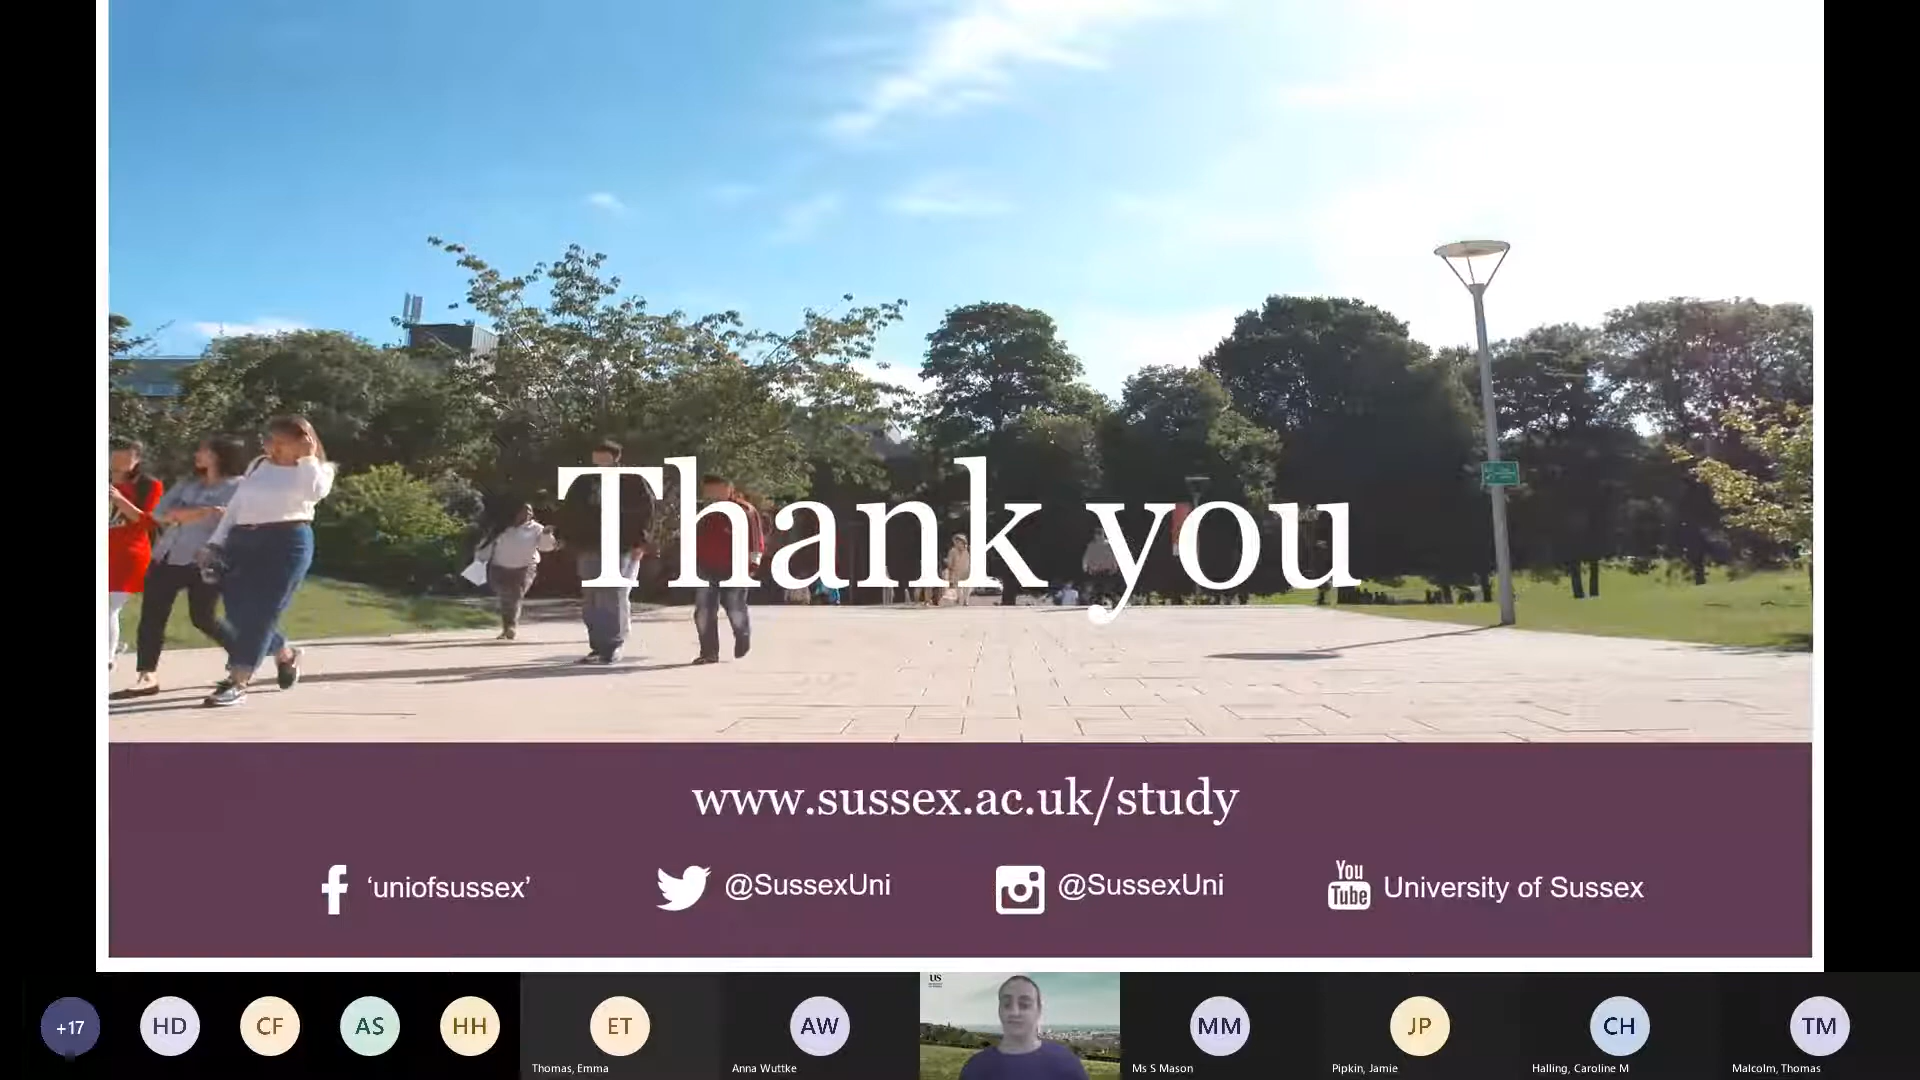 Thank you
www.sussex.ac.uk/study
‘uniofsussex’
@SussexUni
@SussexUni
You
Tube
University of Sussex
US
+17
HD
CF
AS
HH
ET
AW
MM
JP
CH
TM
Thomas, Emma
Anna Wuttke
Ms S Mason
Pipkin, Jamie
Halling, Caroline M
Malcolm, Thomas